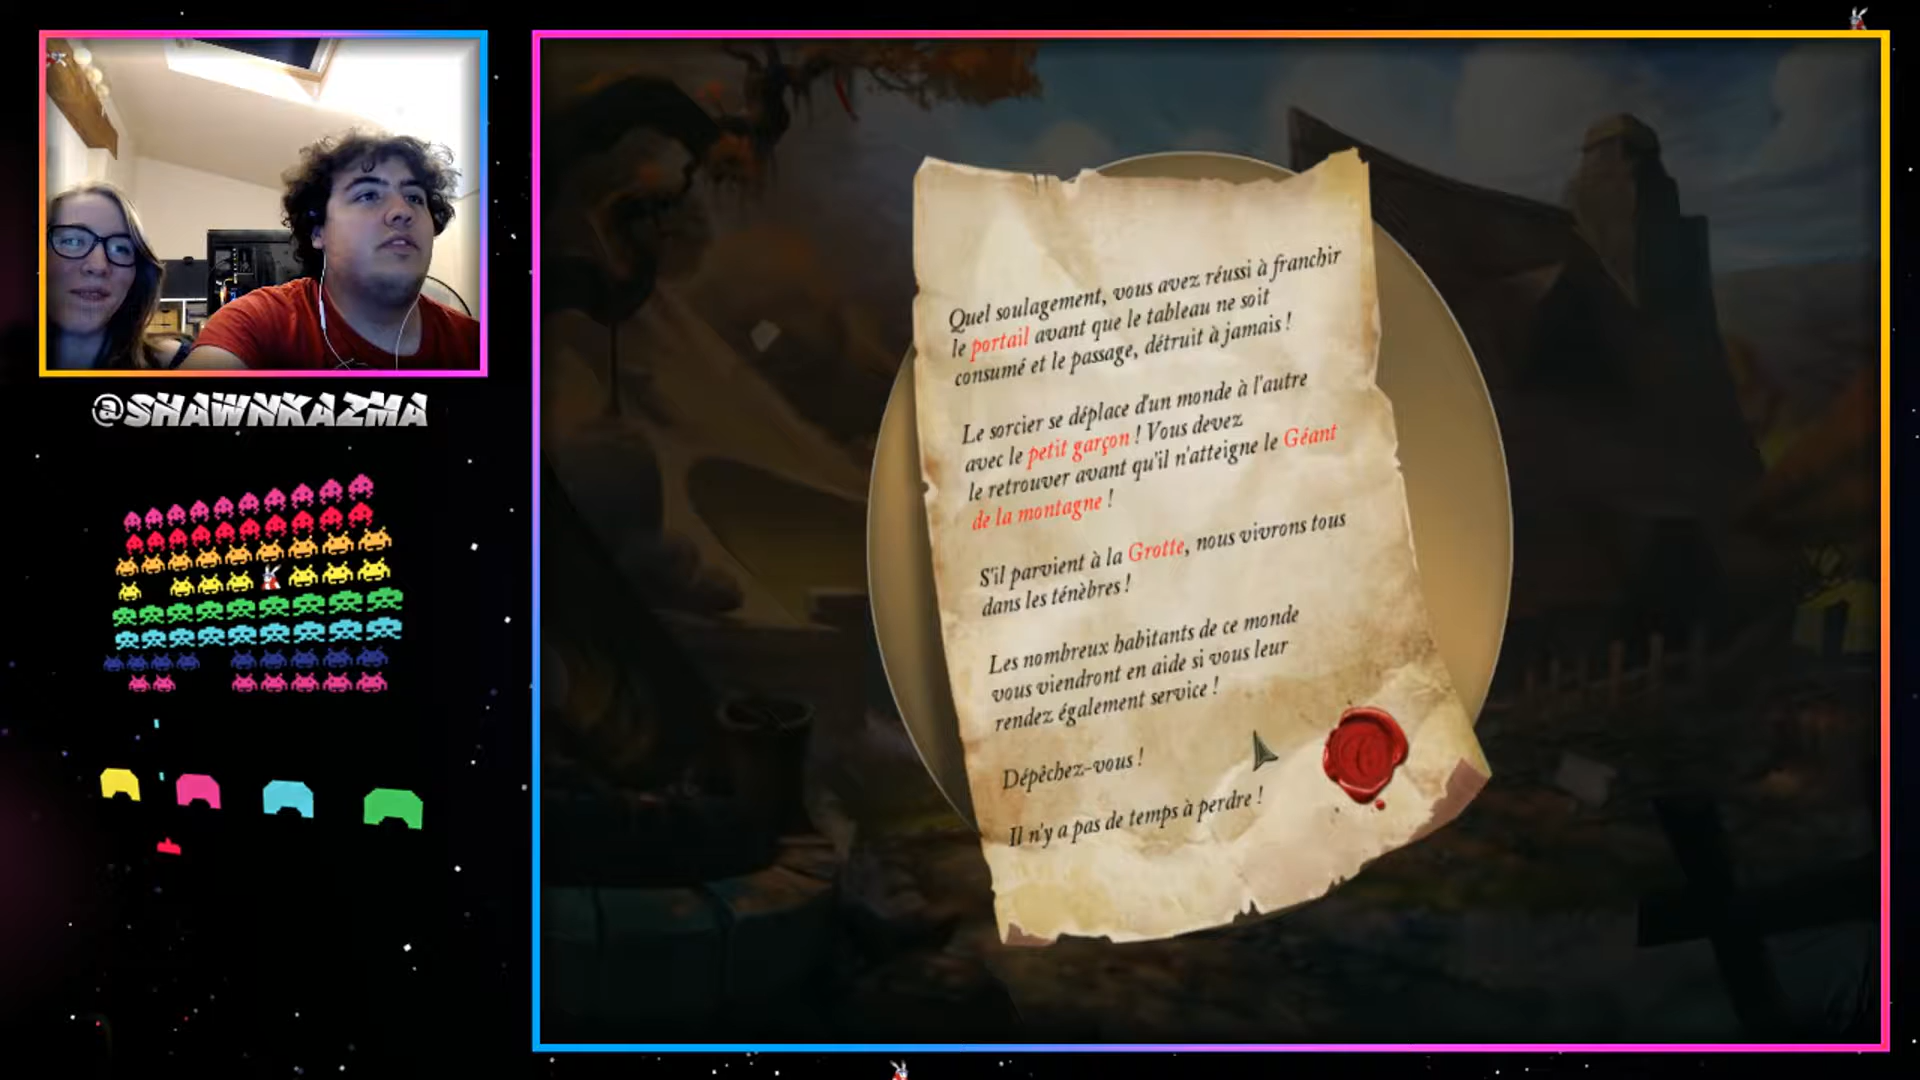 @SHAWNKAZMA
Quel soulagement, vous avez réussi à franchir
le portail avant que le tableau ne soit
consumé et le passage, détruit à jamais !
Le sorcier se déplace d'un monde à l'autre
avec le petit garçon ! Vous devez
le retrouver avant qu'il n'atteigne le Géant
de la montagne !
S'il parvient à la Grotte, nous vivrons tous
dans les ténèbres !
Les nombreux habitants de ce monde
vous viendront en aide si vous leur
rendez également service !
Dépêchez-vous !
Il n'y a pas de temps à perdre !